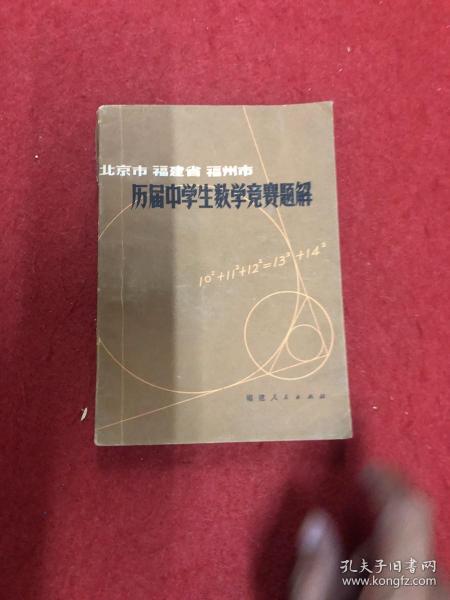 北京市 福建省 福州市
历届中学生数学竞赛题解
10²+11²+12²=13²+14²
福建人民出版社
孔夫子旧书网
www.kongfz.com